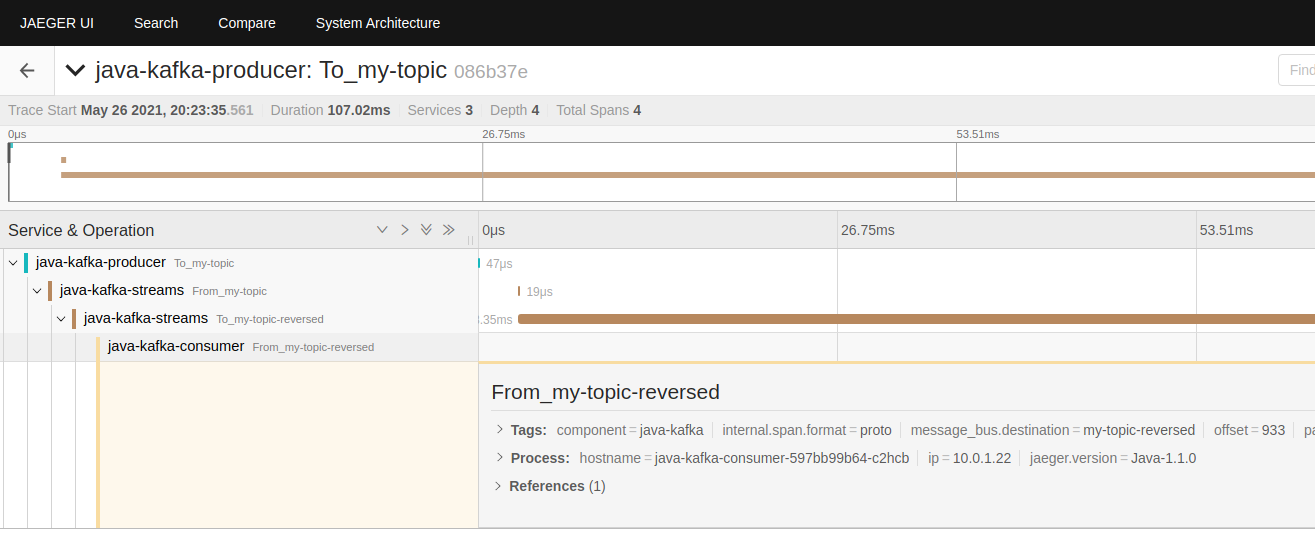 JAEGER UI Search Compare System Architecture
java-kafka-producer: To_my-topic 086b37e Find
Trace Start May 26 2021, 20:23:35.561 Duration 107.02ms Services 3 Depth 4 Total Spans 4
0μs 26.75ms 53.51ms
Service & Operation 0μs 26.75ms 53.51ms
java-kafka-producer To_my-topic 47μs
java-kafka-streams From_my-topic 19μs
java-kafka-streams To_my-topic-reversed .35ms
java-kafka-consumer From_my-topic-reversed
From_my-topic-reversed
Tags: component = java-kafka internal.span.format = proto message_bus.destination = my-topic-reversed offset = 933 pa
Process: hostname = java-kafka-consumer-597bb99b64-c2hcb ip = 10.0.1.22 jaeger.version = Java-1.1.0
References (1)